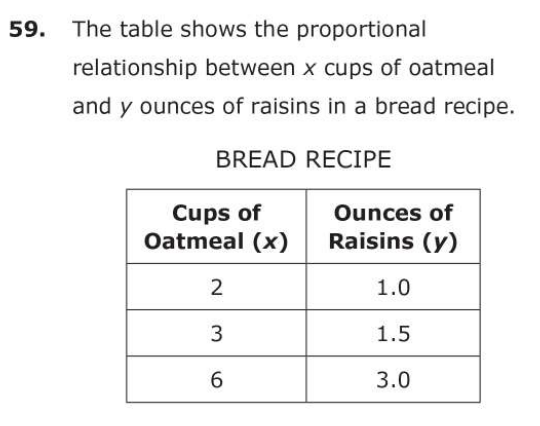 59. The table shows the proportional
relationship between x cups of oatmeal
and y ounces of raisins in a bread recipe.
BREAD RECIPE
Cups of Oatmeal (x) Ounces of Raisins (y)
2 1.0
3 1.5
6 3.0